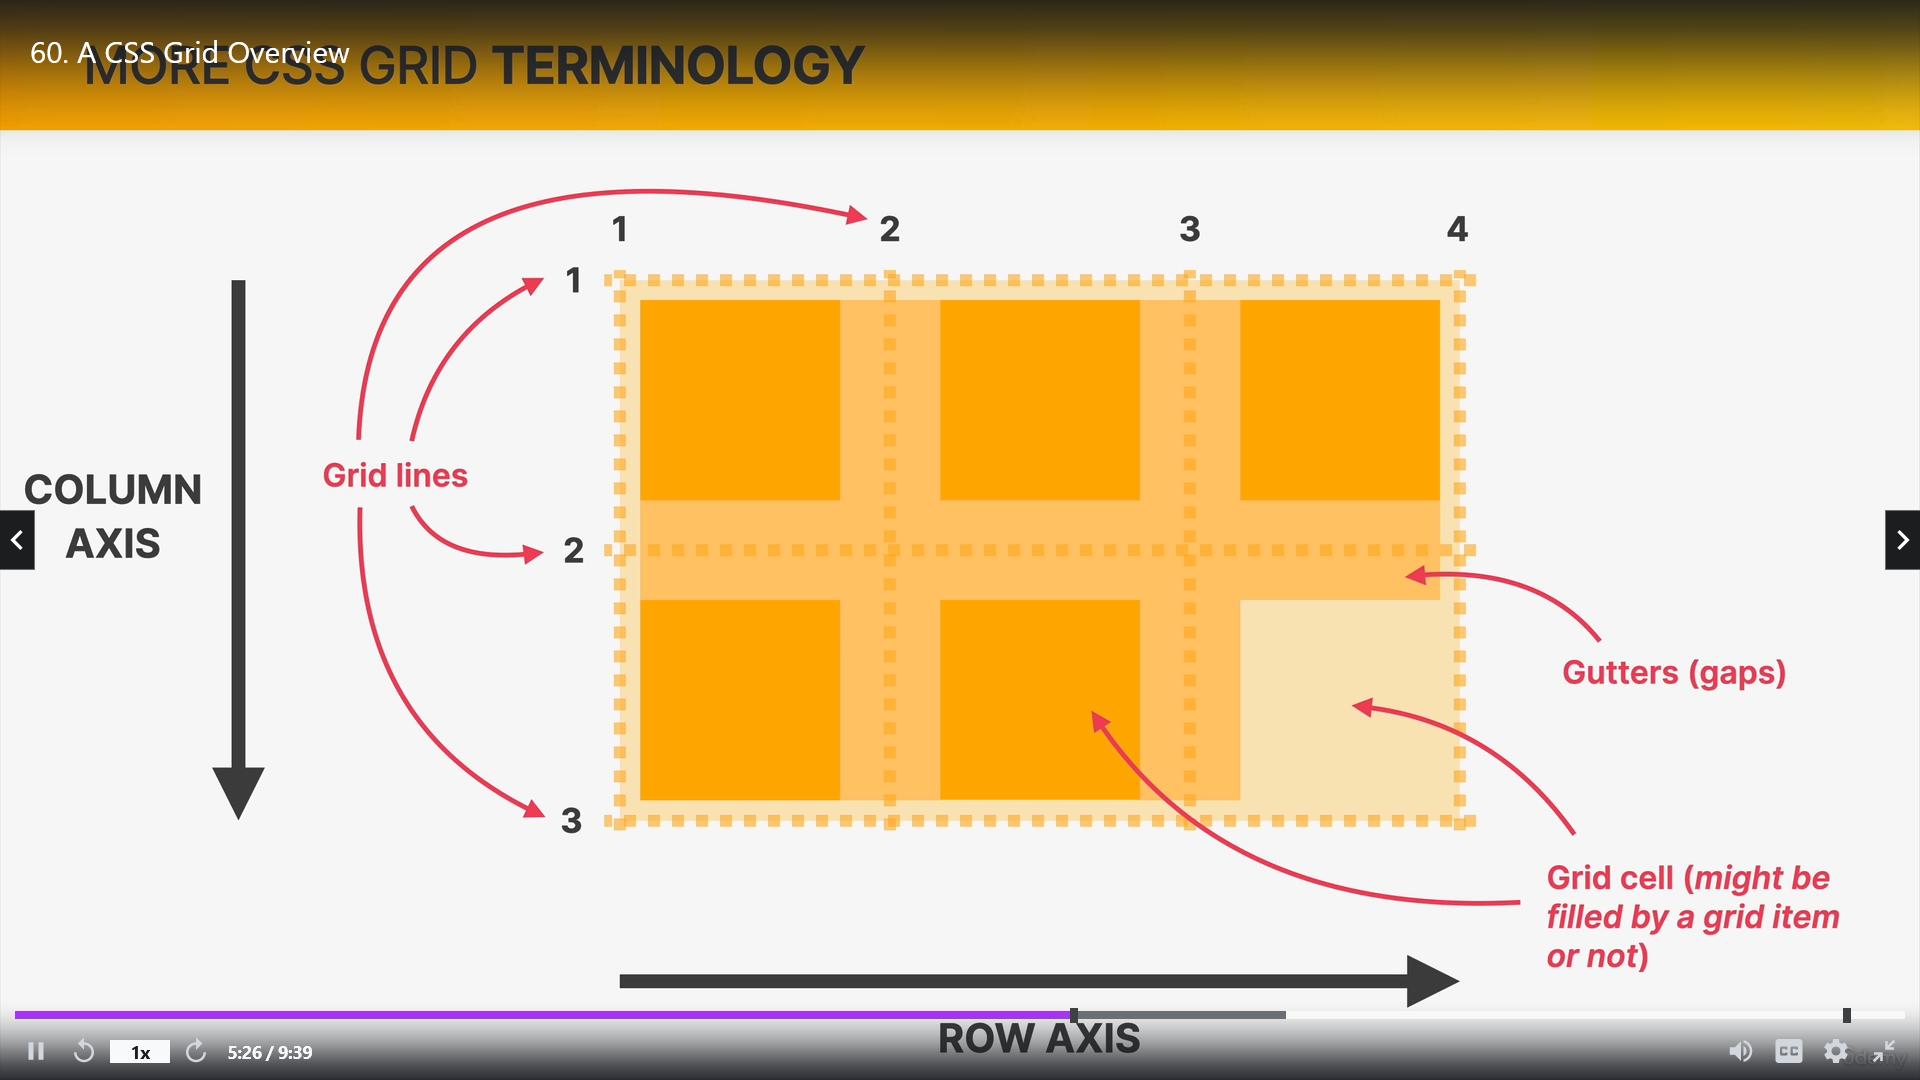 60. A CSS Grid Overview
MORE CSS GRID TERMINOLOGY
1 2 3 4
1
COLUMN
AXIS
Grid lines
2
Gutters (gaps)
3
Grid cell (might be
filled by a grid item
or not)
ROW AXIS
1x
5:26 / 9:39
CC
udemy